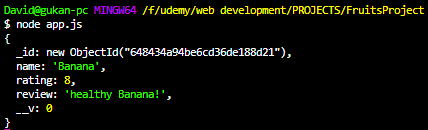 David@gukan-pc MINGW64 /f/udemy/web development/PROJECTS/FruitsProject
$ node app.js
{
  _id: new ObjectId("648434a94be6cd36de188d21"),
  name: 'Banana',
  rating: 8,
  review: 'healthy Banana!',
  __v: 0
}